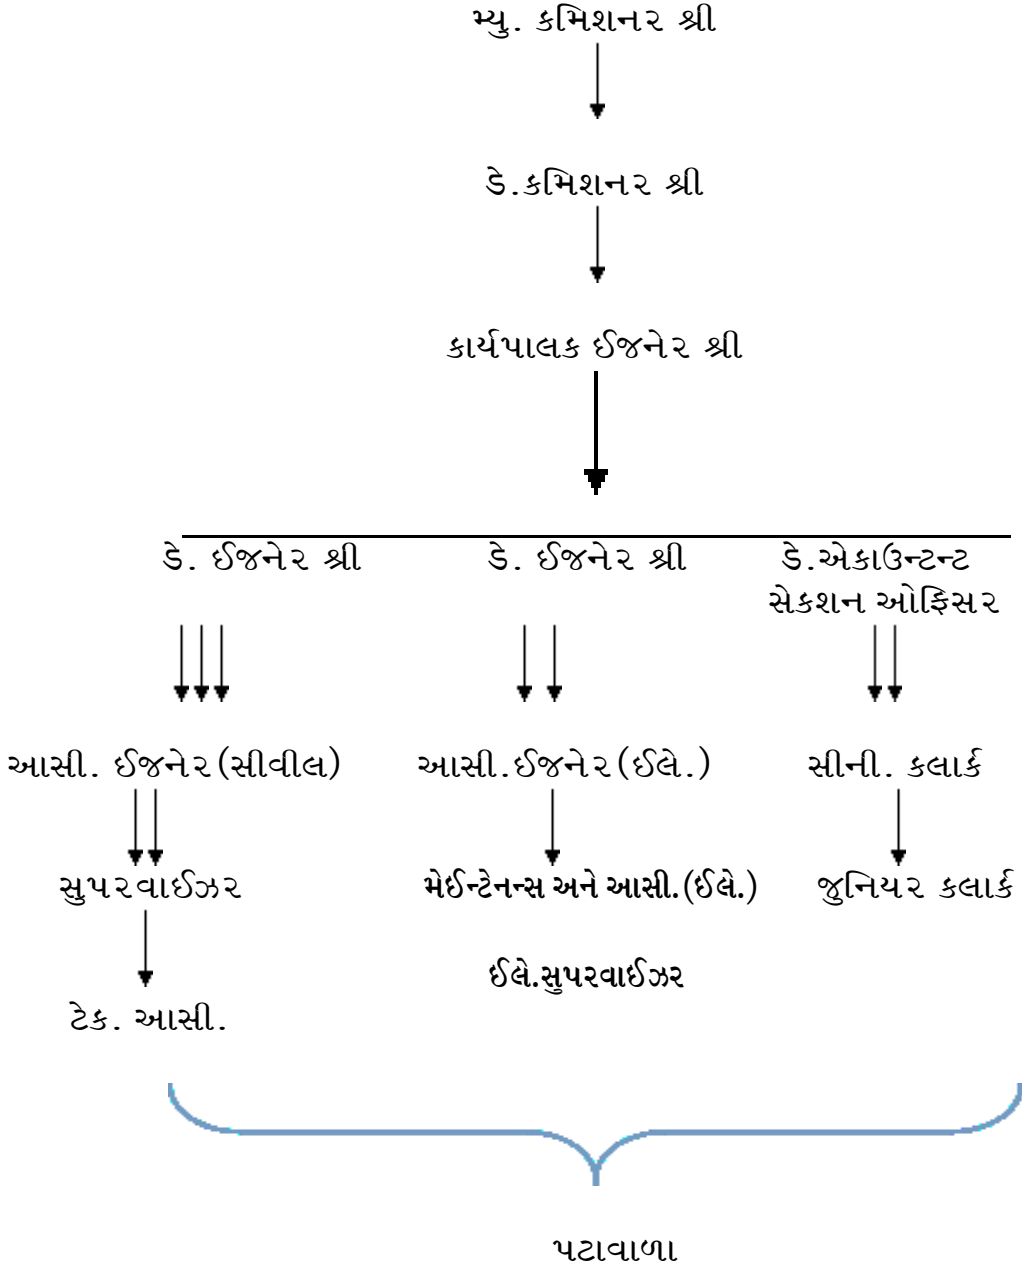 મ્યુ. કમિશનર શ્રી
ડે.કમિશનર શ્રી
કાર્યપાલક ઈજનેર શ્રી
ડે. ઈજનેર શ્રી
ડે. ઈજનેર શ્રી
ડે.એકાઉન્ટન્ટ
સેકશન ઓફિસર
આસી. ઈજનેર(સીવીલ)
આસી.ઈજનેર(ઈલે.)
સીની. કલાર્ક
સુપરવાઈઝર
મેઈન્ટેનન્સ અને આસી.(ઈલે.)
જુનિયર કલાર્ક
ઈલે.સુપરવાઈઝર
ટેક. આસી.
પટાવાળા